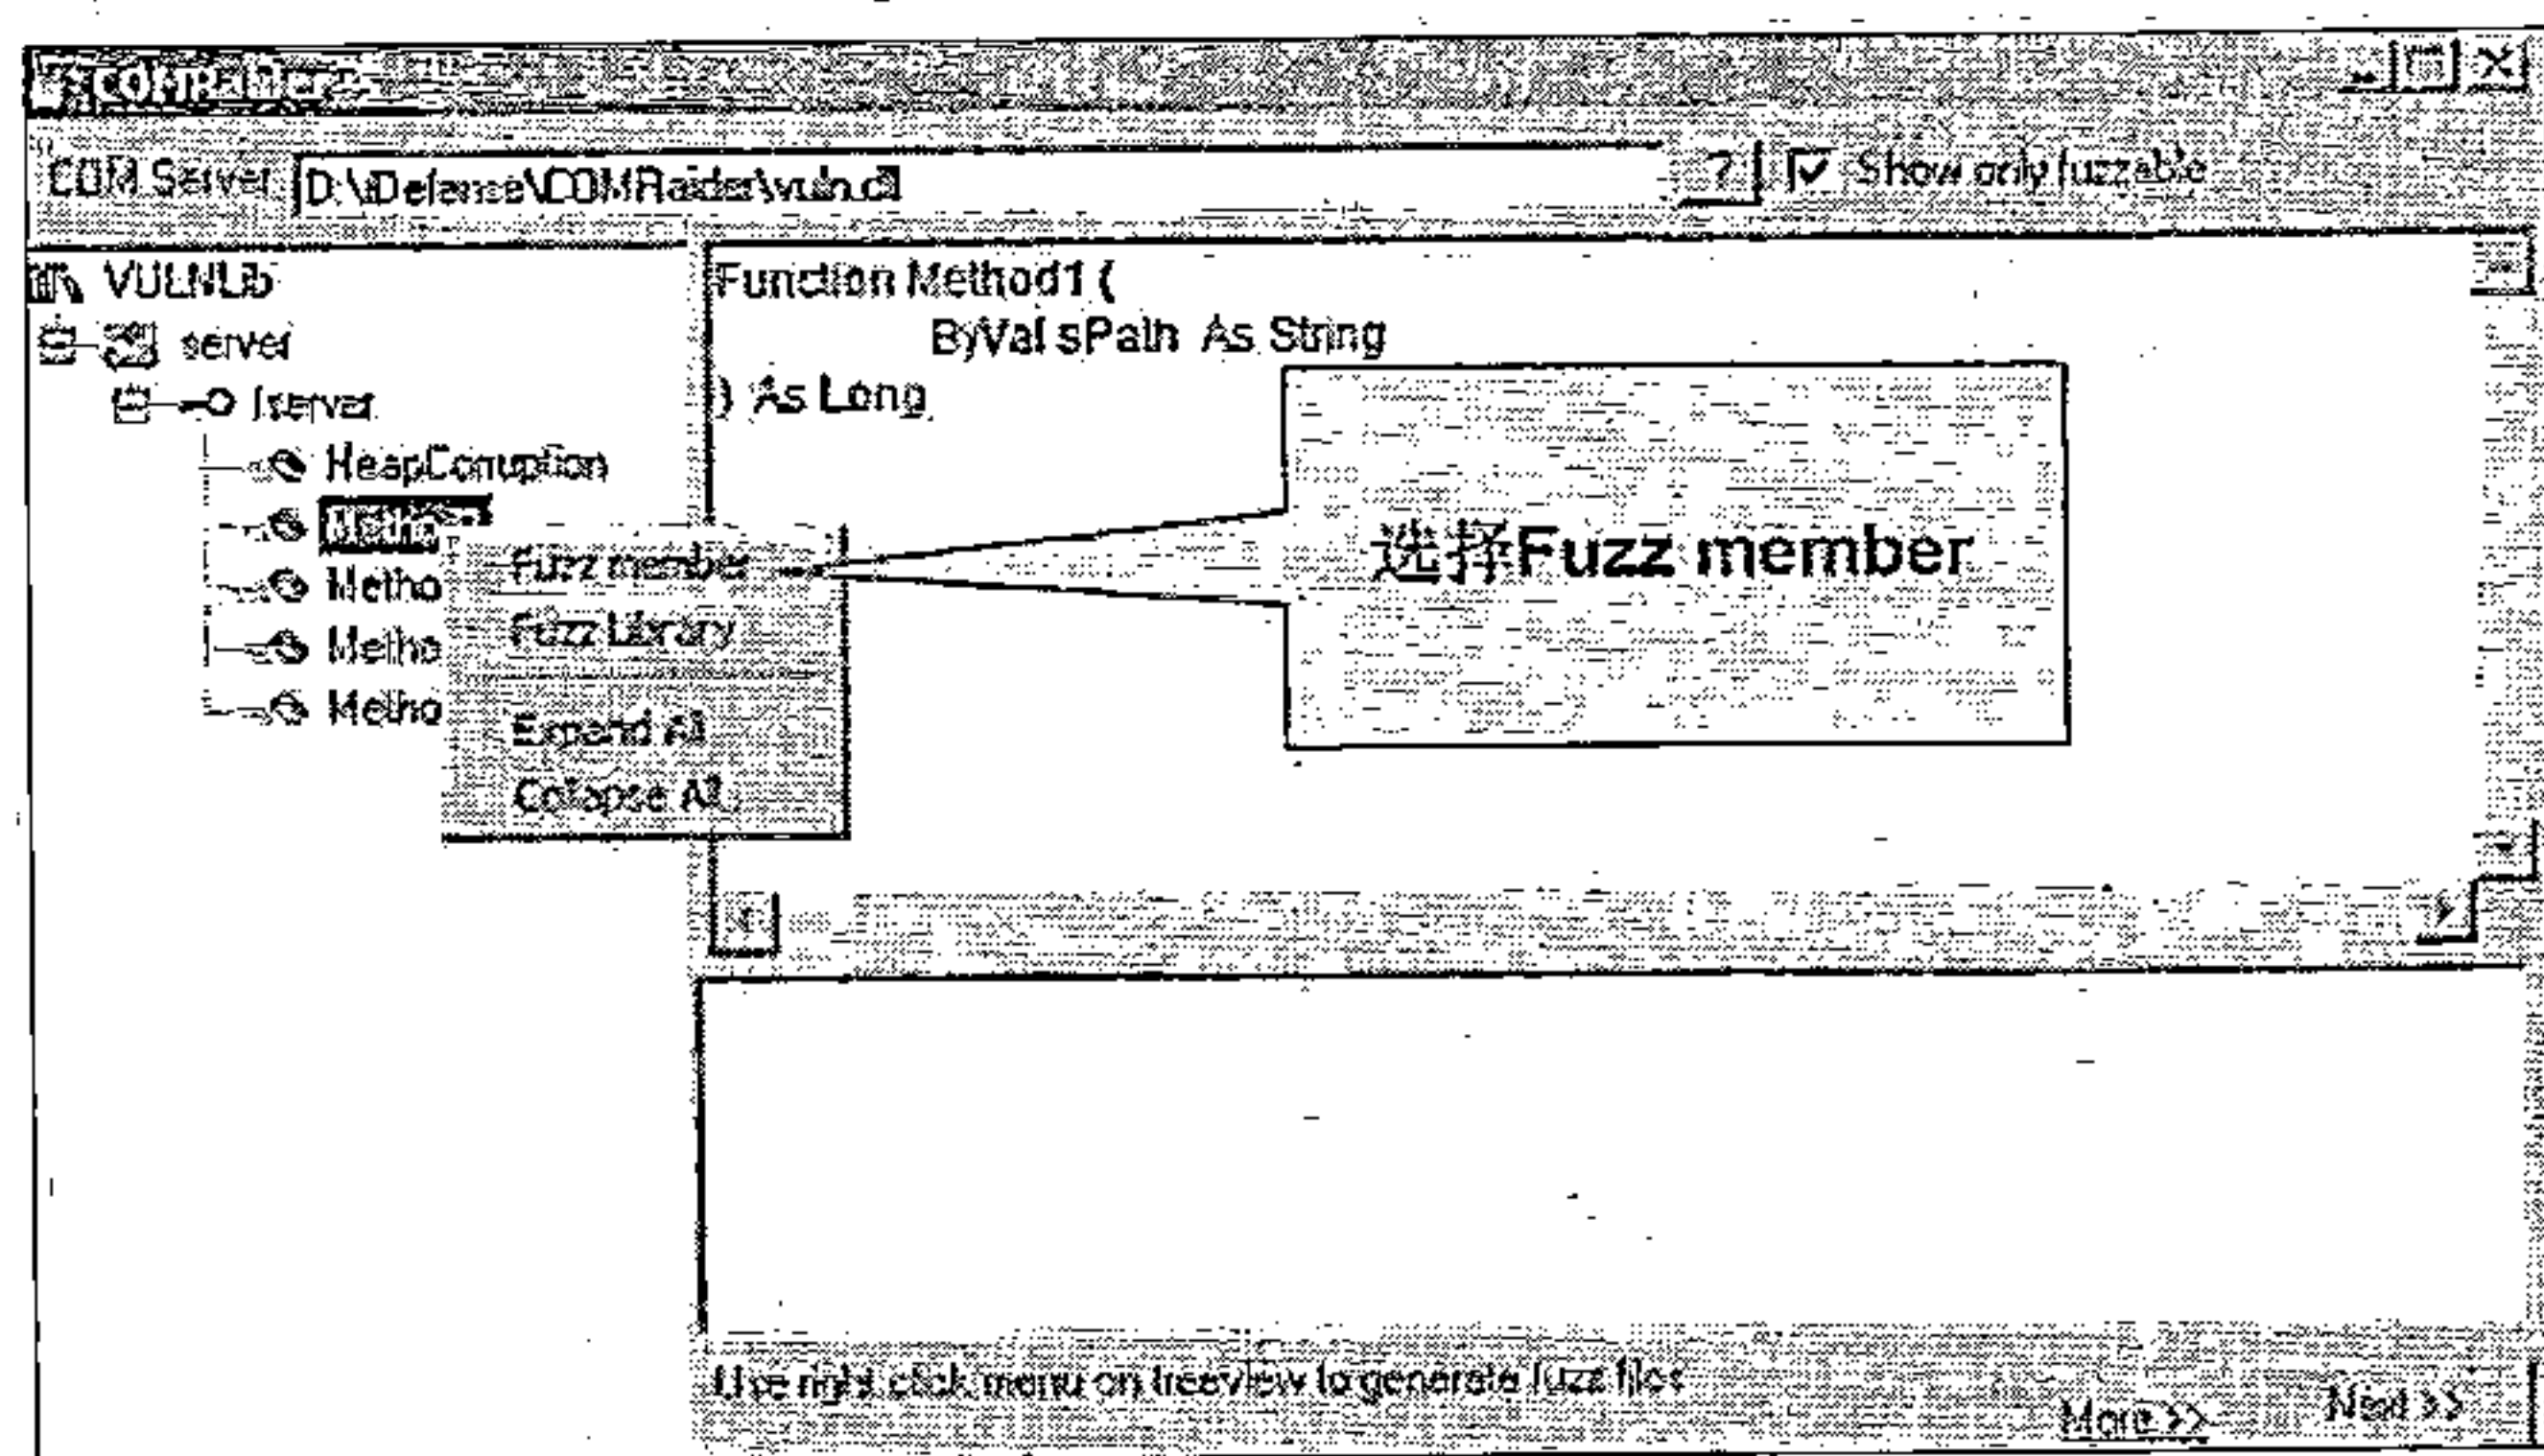 COMRaider
COM Server D:\iDefense\COMRaider\vuln.dll ? Show only fuzzable
VULNLib
server
Iserver
HeapCorruption
Metho
Metho
Metho
Metho
Function Method1 (
ByVal sPath As String
) As Long
Fuzz member
Fuzz Library
Expand All
Collapse All
选择Fuzz member
Use right click menu on treeview to generate fuzz files
More >>
Next >>